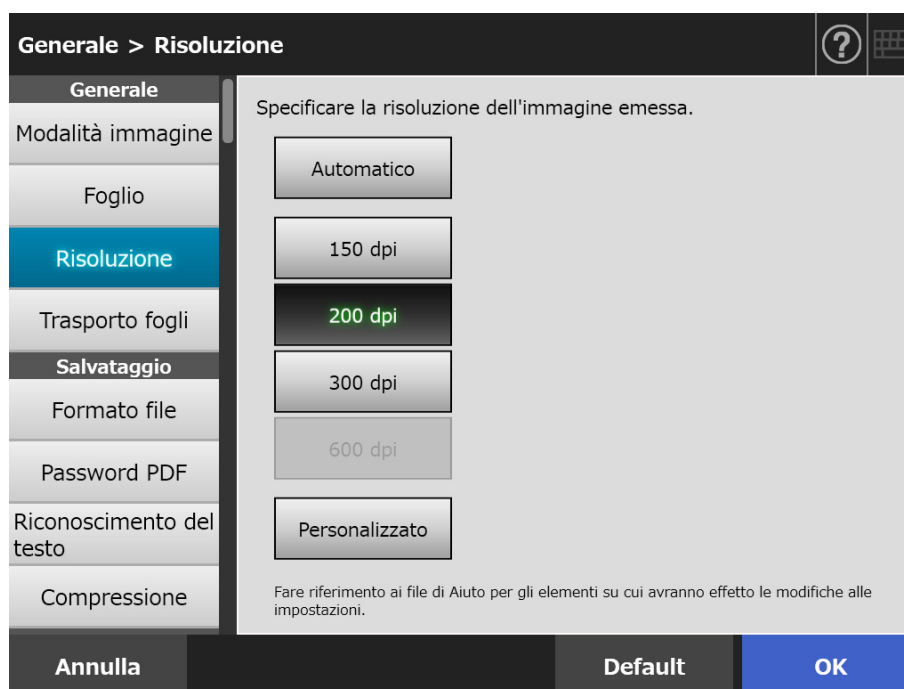 Generale > Risoluzione
?
Generale
Modalità immagine
Foglio
Risoluzione
Trasporto fogli
Salvataggio
Formato file
Password PDF
Riconoscimento del
testo
Compressione
Specificare la risoluzione dell'immagine emessa.
Automatico
150 dpi
200 dpi
300 dpi
600 dpi
Personalizzato
Fare riferimento ai file di Aiuto per gli elementi su cui avranno effetto le modifiche alle
impostazioni.
Annulla
Default
OK